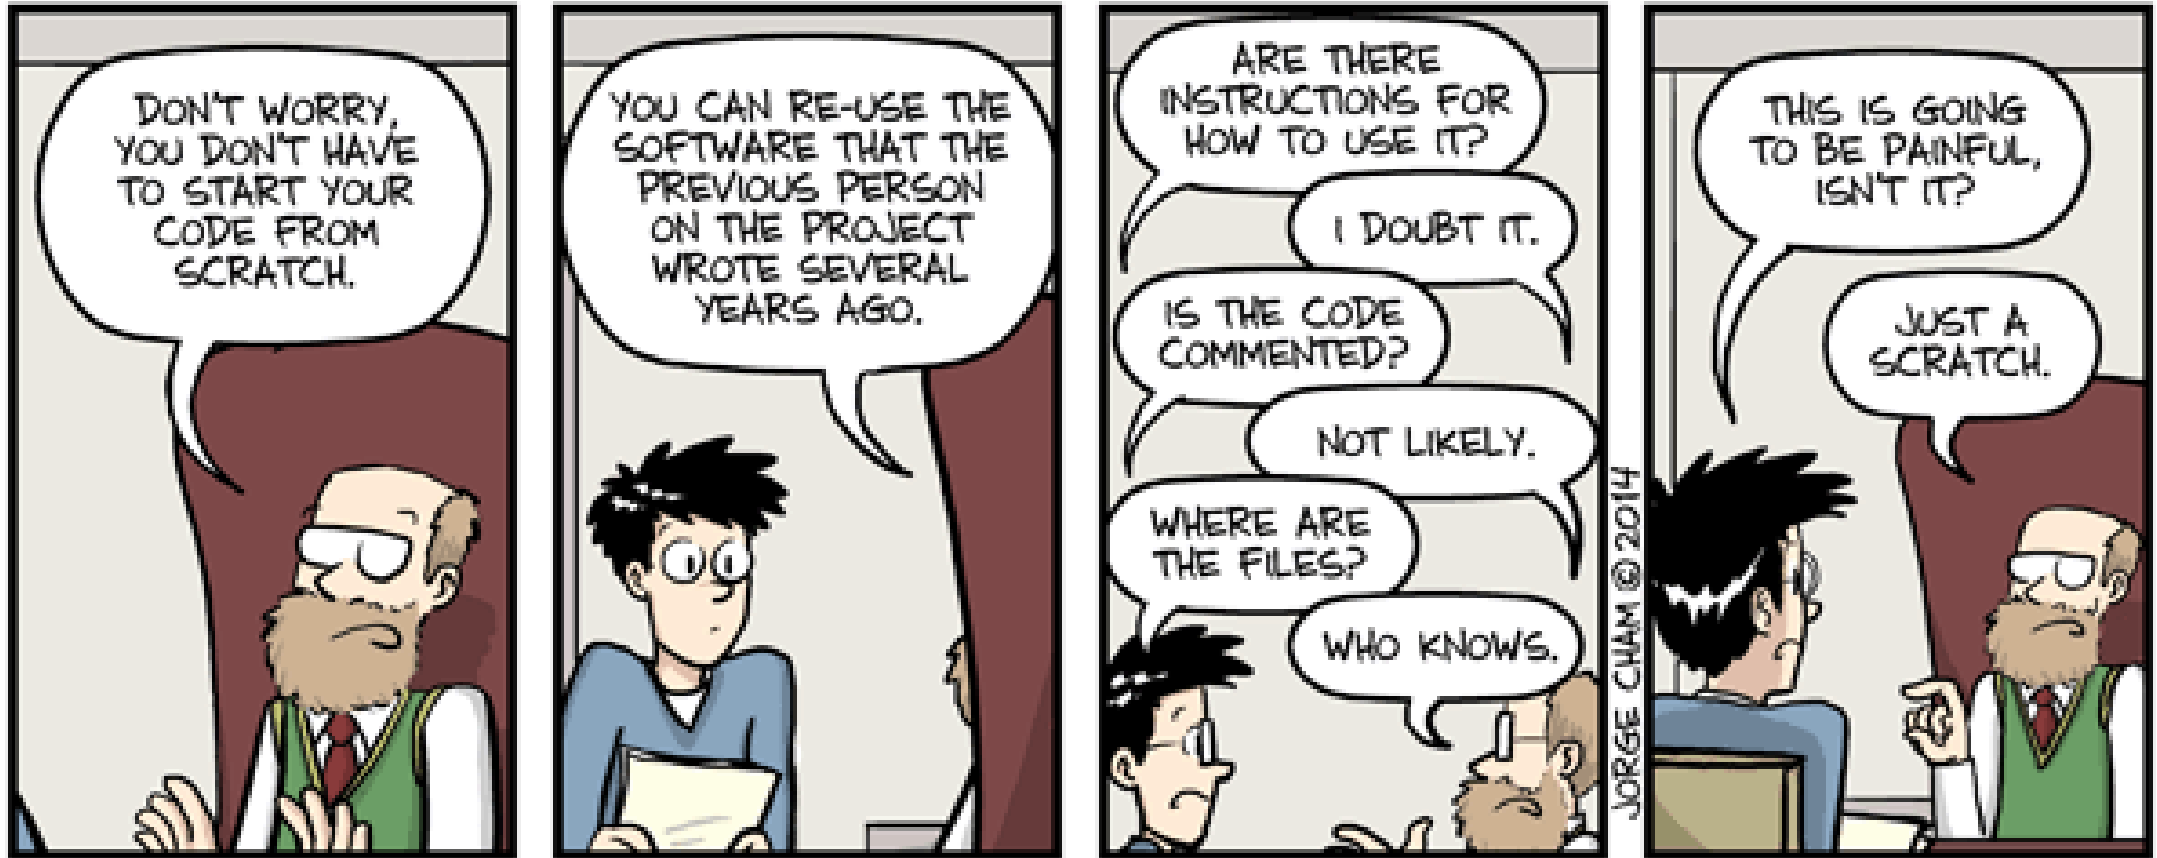 DON'T WORRY,
YOU DON'T HAVE
TO START YOUR
CODE FROM
SCRATCH.
YOU CAN RE-USE THE
SOFTWARE THAT THE
PREVIOUS PERSON
ON THE PROJECT
WROTE SEVERAL
YEARS AGO.
ARE THERE
INSTRUCTIONS FOR
HOW TO USE IT?
I DOUBT IT.
IS THE CODE
COMMENTED?
NOT LIKELY.
WHERE ARE
THE FILES?
WHO KNOWS.
JORGE CHAM © 2014
THIS IS GOING
TO BE PAINFUL,
ISN'T IT?
JUST A
SCRATCH.